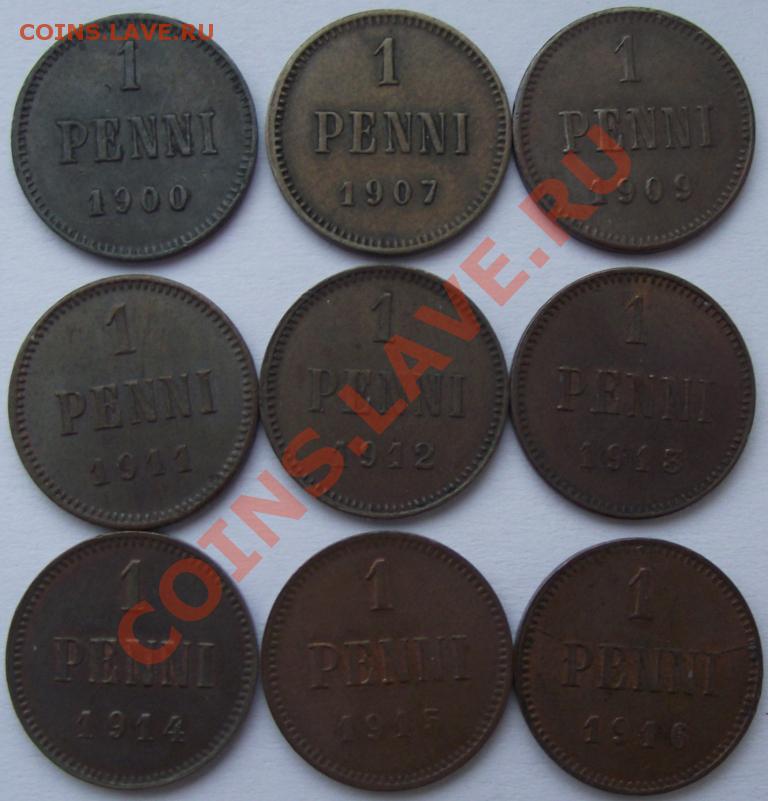 COINS.LAVE.RU
1
PENNI
1900
1
PENNI
1907
1
PENNI
1909
1
PENNI
1911
1
PENNI
1912
1
PENNI
1913
1
PENNI
1914
1
PENNI
1915
1
PENNI
1916
COINS.LAVE.RU